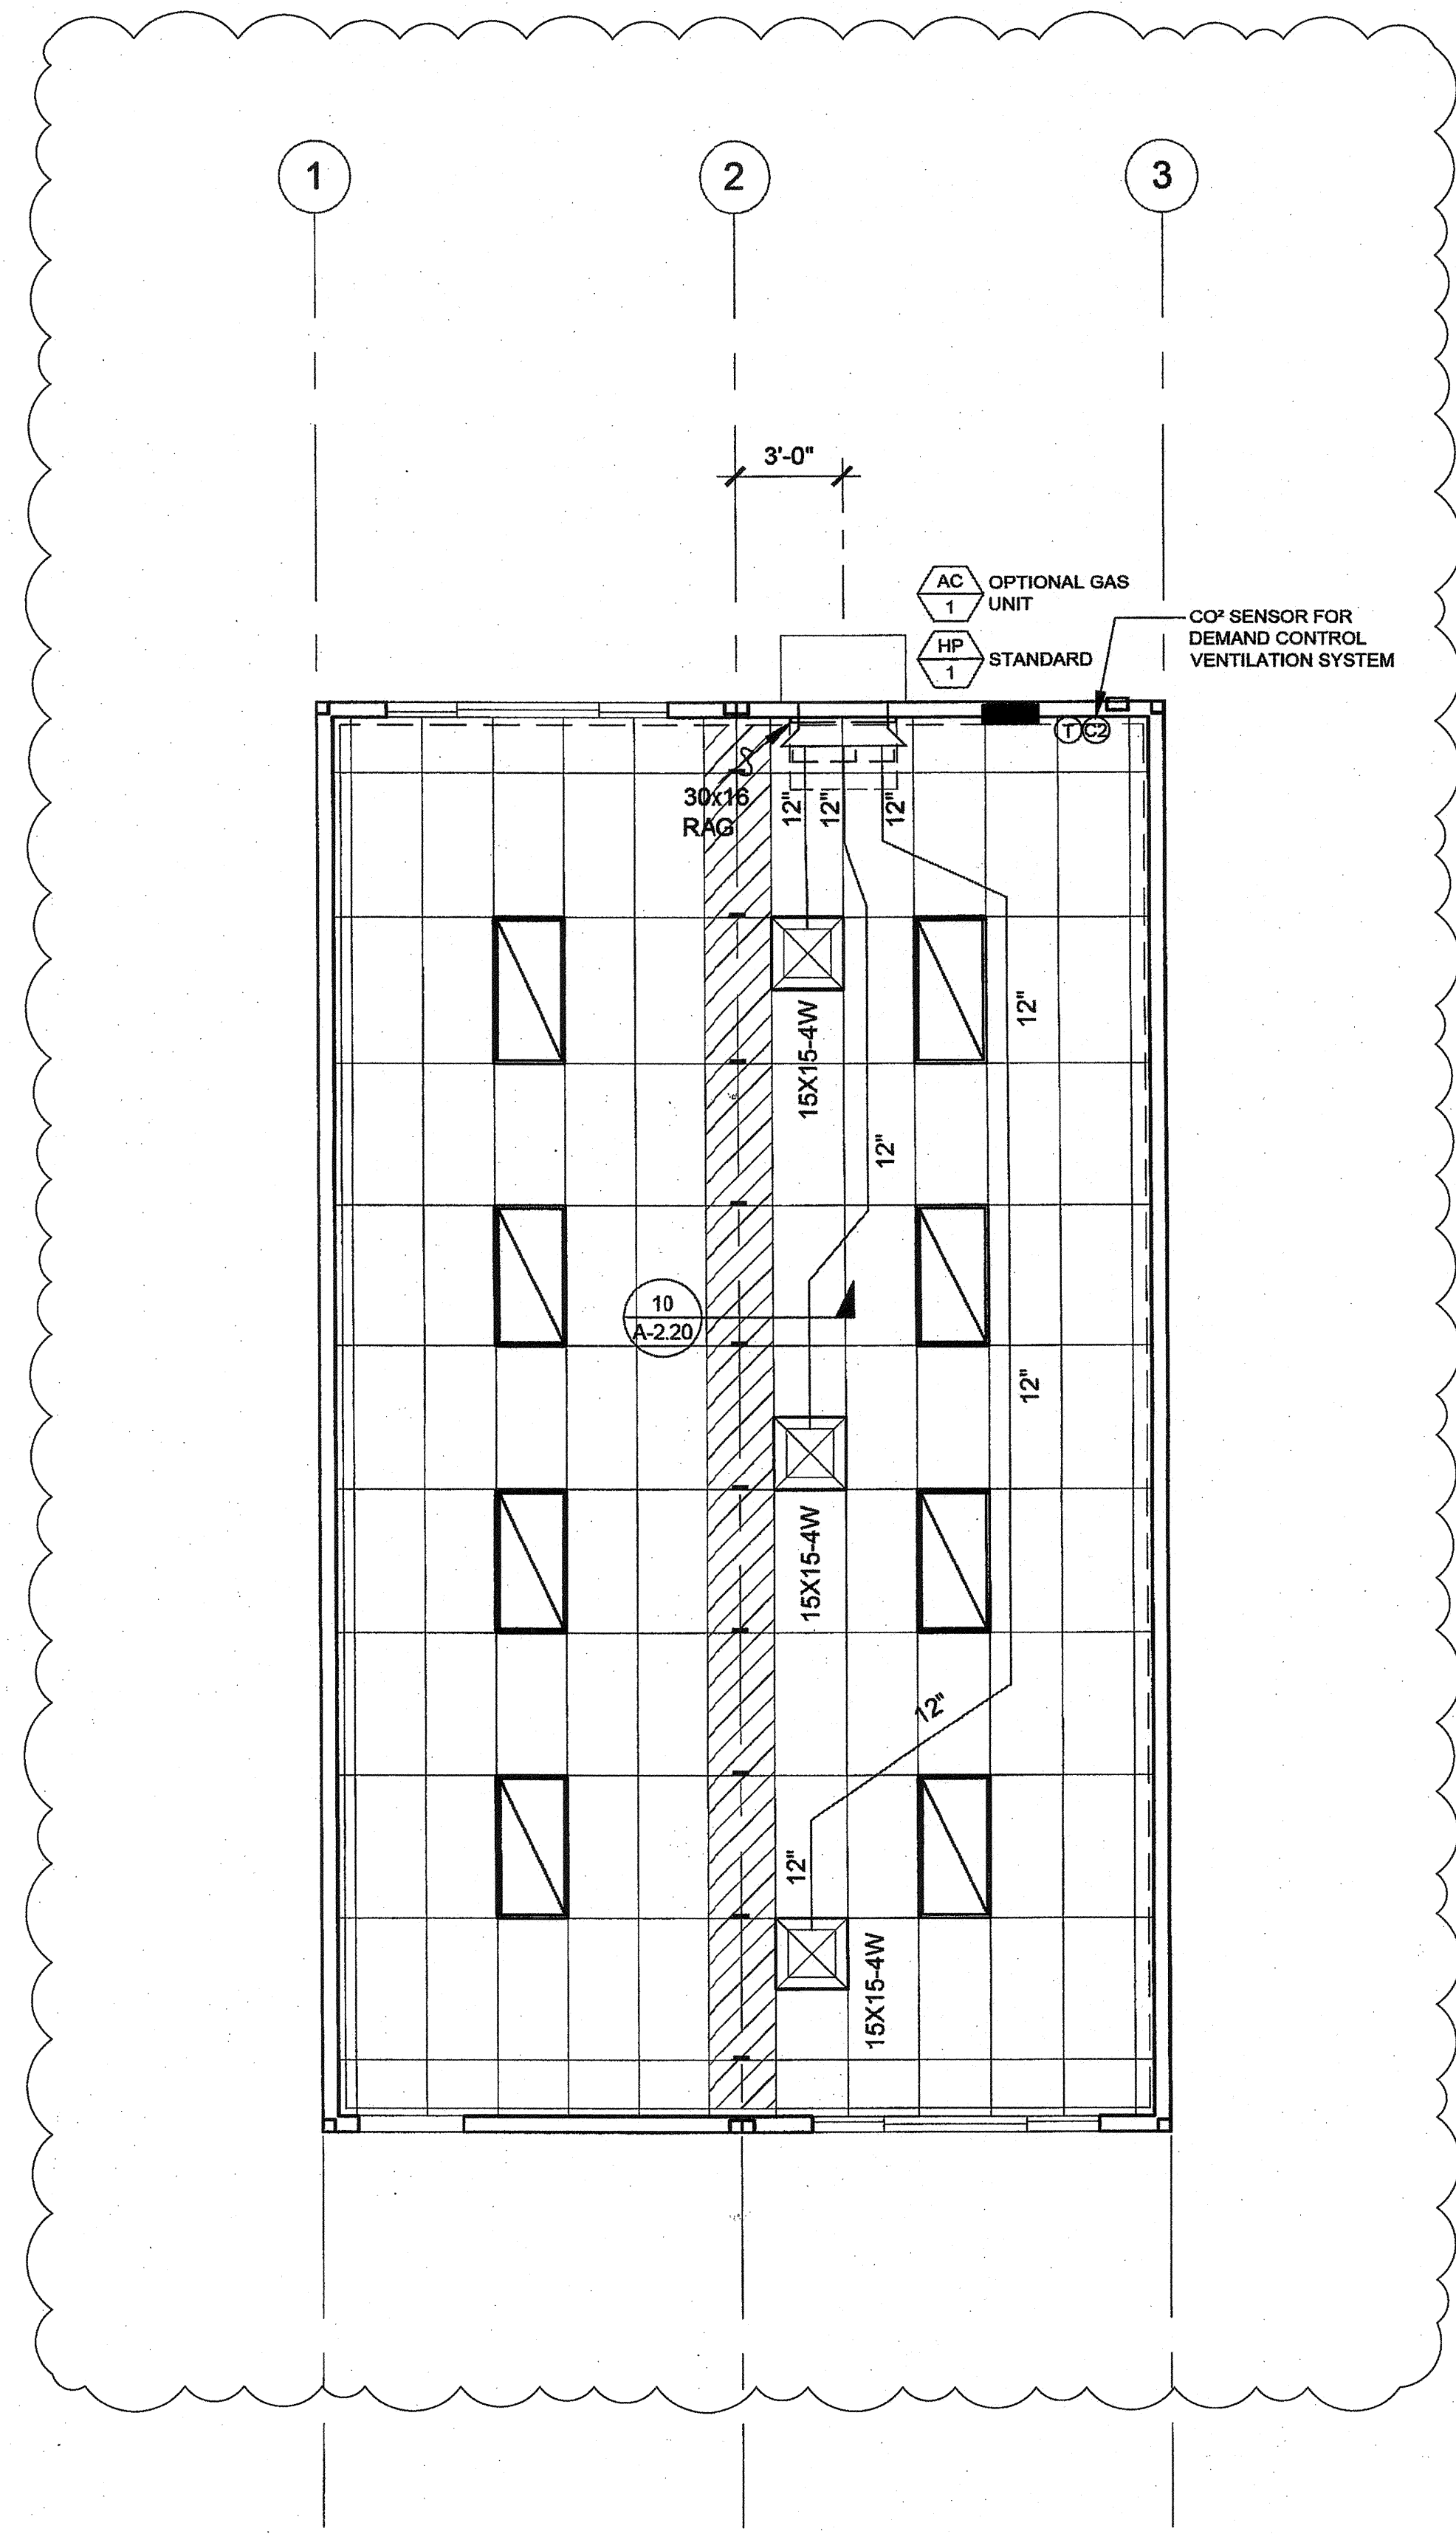 1
2
3
3'-0"
AC
1
OPTIONAL GAS
UNIT
HP
1
STANDARD
CO² SENSOR FOR
DEMAND CONTROL
VENTILATION SYSTEM
T
C2
30x16
RAG
12"
12"
12"
12"
15X15-4W
12"
10
A-2.20
12"
15X15-4W
12"
12"
15X15-4W